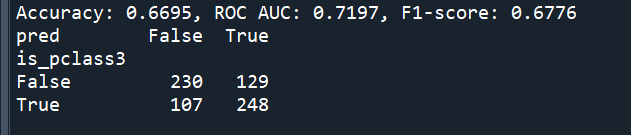 Accuracy: 0.6695, ROC AUC: 0.7197, F1-score: 0.6776
pred        False  True
is_pclass3
False         230   129
True          107   248